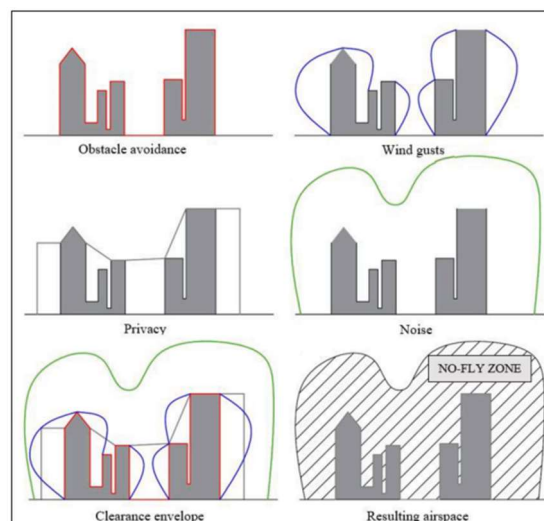 Obstacle avoidance
Wind gusts
Privacy
Noise
NO-FLY ZONE
Clearance envelope
Resulting airspace